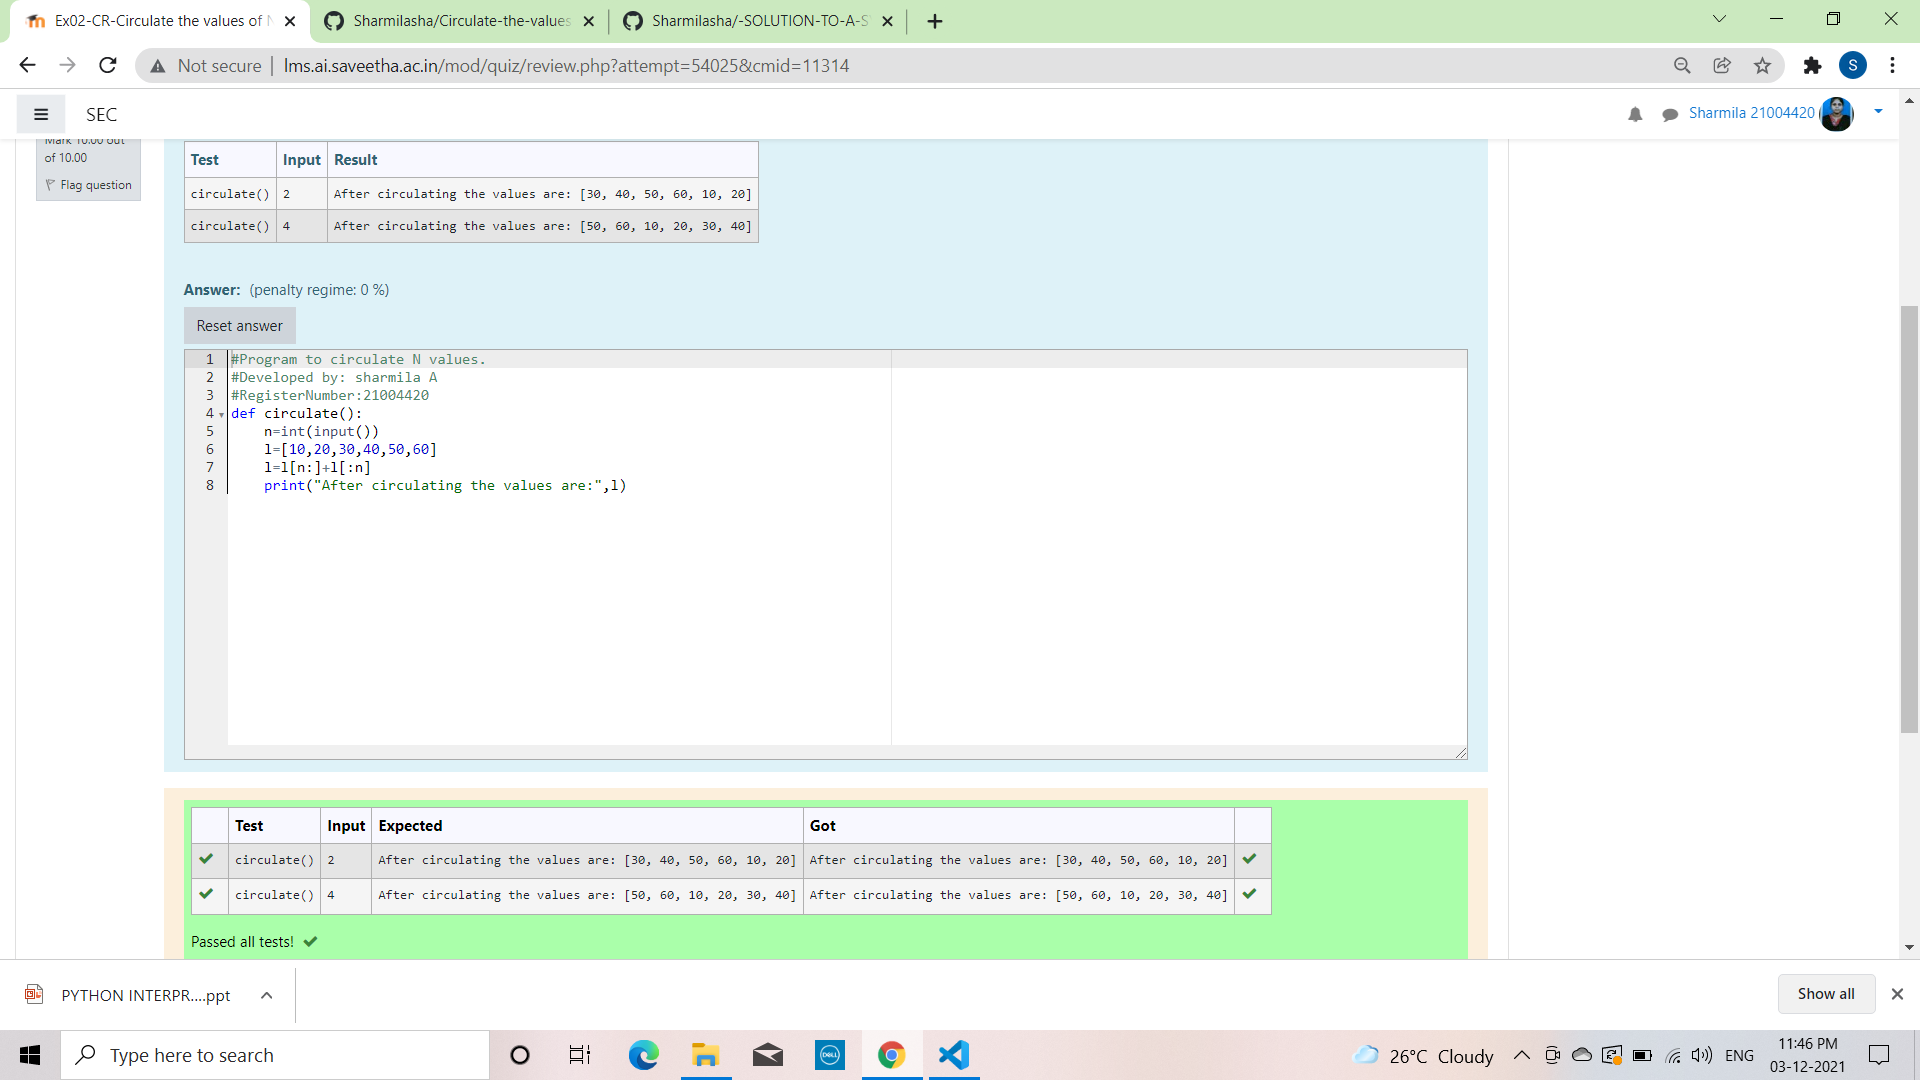 Ex02-CR-Circulate the values of N
Sharmilasha/Circulate-the-values
Sharmilasha/-SOLUTION-TO-A-S
Not secure | lms.ai.saveetha.ac.in/mod/quiz/review.php?attempt=54025&cmid=11314
S
SEC
Sharmila 21004420
Mark 10.00 out
of 10.00
Flag question
Test Input Result
circulate() 2 After circulating the values are: [30, 40, 50, 60, 10, 20]
circulate() 4 After circulating the values are: [50, 60, 10, 20, 30, 40]
Answer: (penalty regime: 0 %)
Reset answer
1 #Program to circulate N values.
2 #Developed by: sharmila A
3 #RegisterNumber:21004420
4 def circulate():
5 n=int(input())
6 l=[10,20,30,40,50,60]
7 l=l[n:]+l[:n]
8 print("After circulating the values are:",l)
Test Input Expected Got
circulate() 2 After circulating the values are: [30, 40, 50, 60, 10, 20] After circulating the values are: [30, 40, 50, 60, 10, 20]
circulate() 4 After circulating the values are: [50, 60, 10, 20, 30, 40] After circulating the values are: [50, 60, 10, 20, 30, 40]
Passed all tests!
PYTHON INTERPR....ppt
Show all
Type here to search
DELL
26°C Cloudy
ENG
11:46 PM
03-12-2021